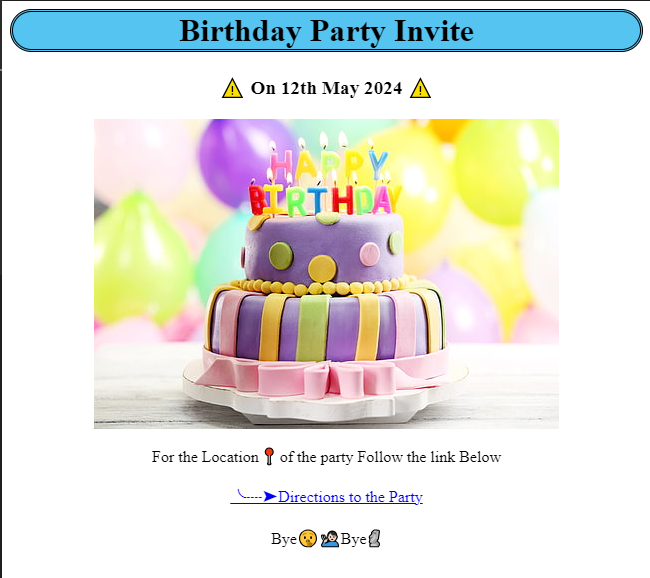 Birthday Party Invite
⚠️ On 12th May 2024 ⚠️
HAPPY
BIRTHDAY
For the Location📍of the party Follow the link Below
╰┈➤Directions to the Party
Bye🫢🙋🏻‍♂️Bye🗿